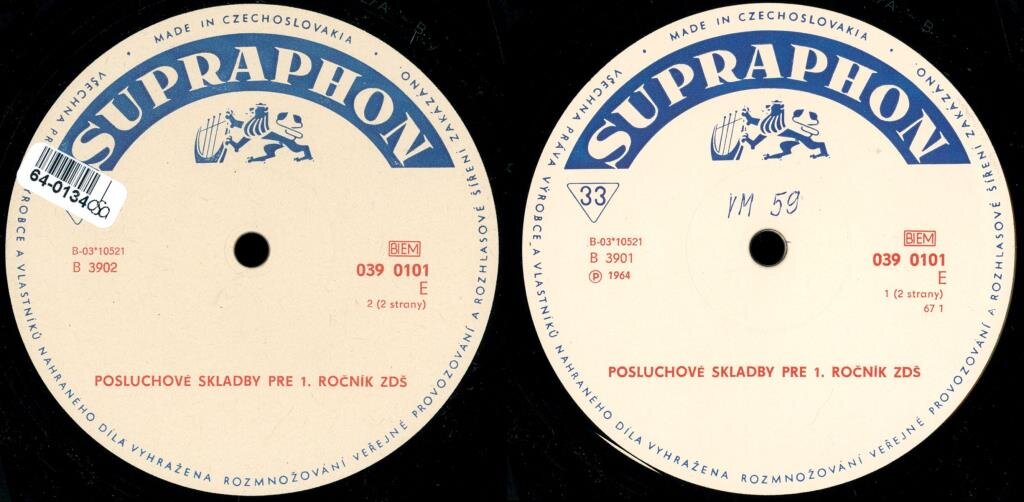 • MADE IN CZECHOSLOVAKIA •
SUPRAPHON
64-0134
B-03*10521
B 3902
BIEM
039 0101
E
2 (2 strany)
POSLUCHOVÉ SKLADBY PRE 1. ROČNÍK ZDŠ
VŠECHNA PRÁVA VÝROBCE A VLASTNÍKŮ NAHRANÉHO DÍLA VYHRAŽENA ROZMNOŽOVÁNÍ VEŘEJNÉ PROVOZOVÁNÍ A ROZHLASOVÉ ŠÍŘENÍ ZAKÁZÁNO.
• MADE IN CZECHOSLOVAKIA •
SUPRAPHON
33
VM 59
B-03*10521
B 3901
Ⓟ 1964
BIEM
039 0101
E
1 (2 strany)
67 1
POSLUCHOVÉ SKLADBY PRE 1. ROČNÍK ZDŠ
VŠECHNA PRÁVA VÝROBCE A VLASTNÍKŮ NAHRANÉHO DÍLA VYHRAŽENA ROZMNOŽOVÁNÍ VEŘEJNÉ PROVOZOVÁNÍ A ROZHLASOVÉ ŠÍŘENÍ ZAKÁZÁNO.